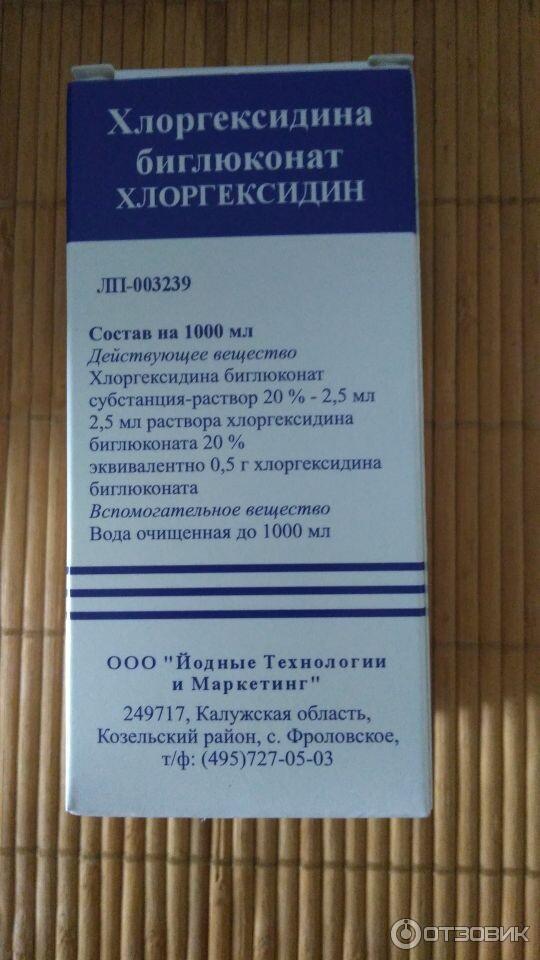 Хлоргексидина
биглюконат
ХЛОРГЕКСИДИН
ЛП-003239
Состав на 1000 мл
Действующее вещество
Хлоргексидина биглюконат
субстанция-раствор 20 % - 2,5 мл
2,5 мл раствора хлоргексидина
биглюконата 20 %
эквивалентно 0,5 г хлоргексидина
биглюконата
Вспомогательное вещество
Вода очищенная до 1000 мл
ООО "Йодные Технологии
и Маркетинг"
249717, Калужская область,
Козельский район, с. Фроловское,
т/ф: (495)727-05-03
ОТЗОВИК